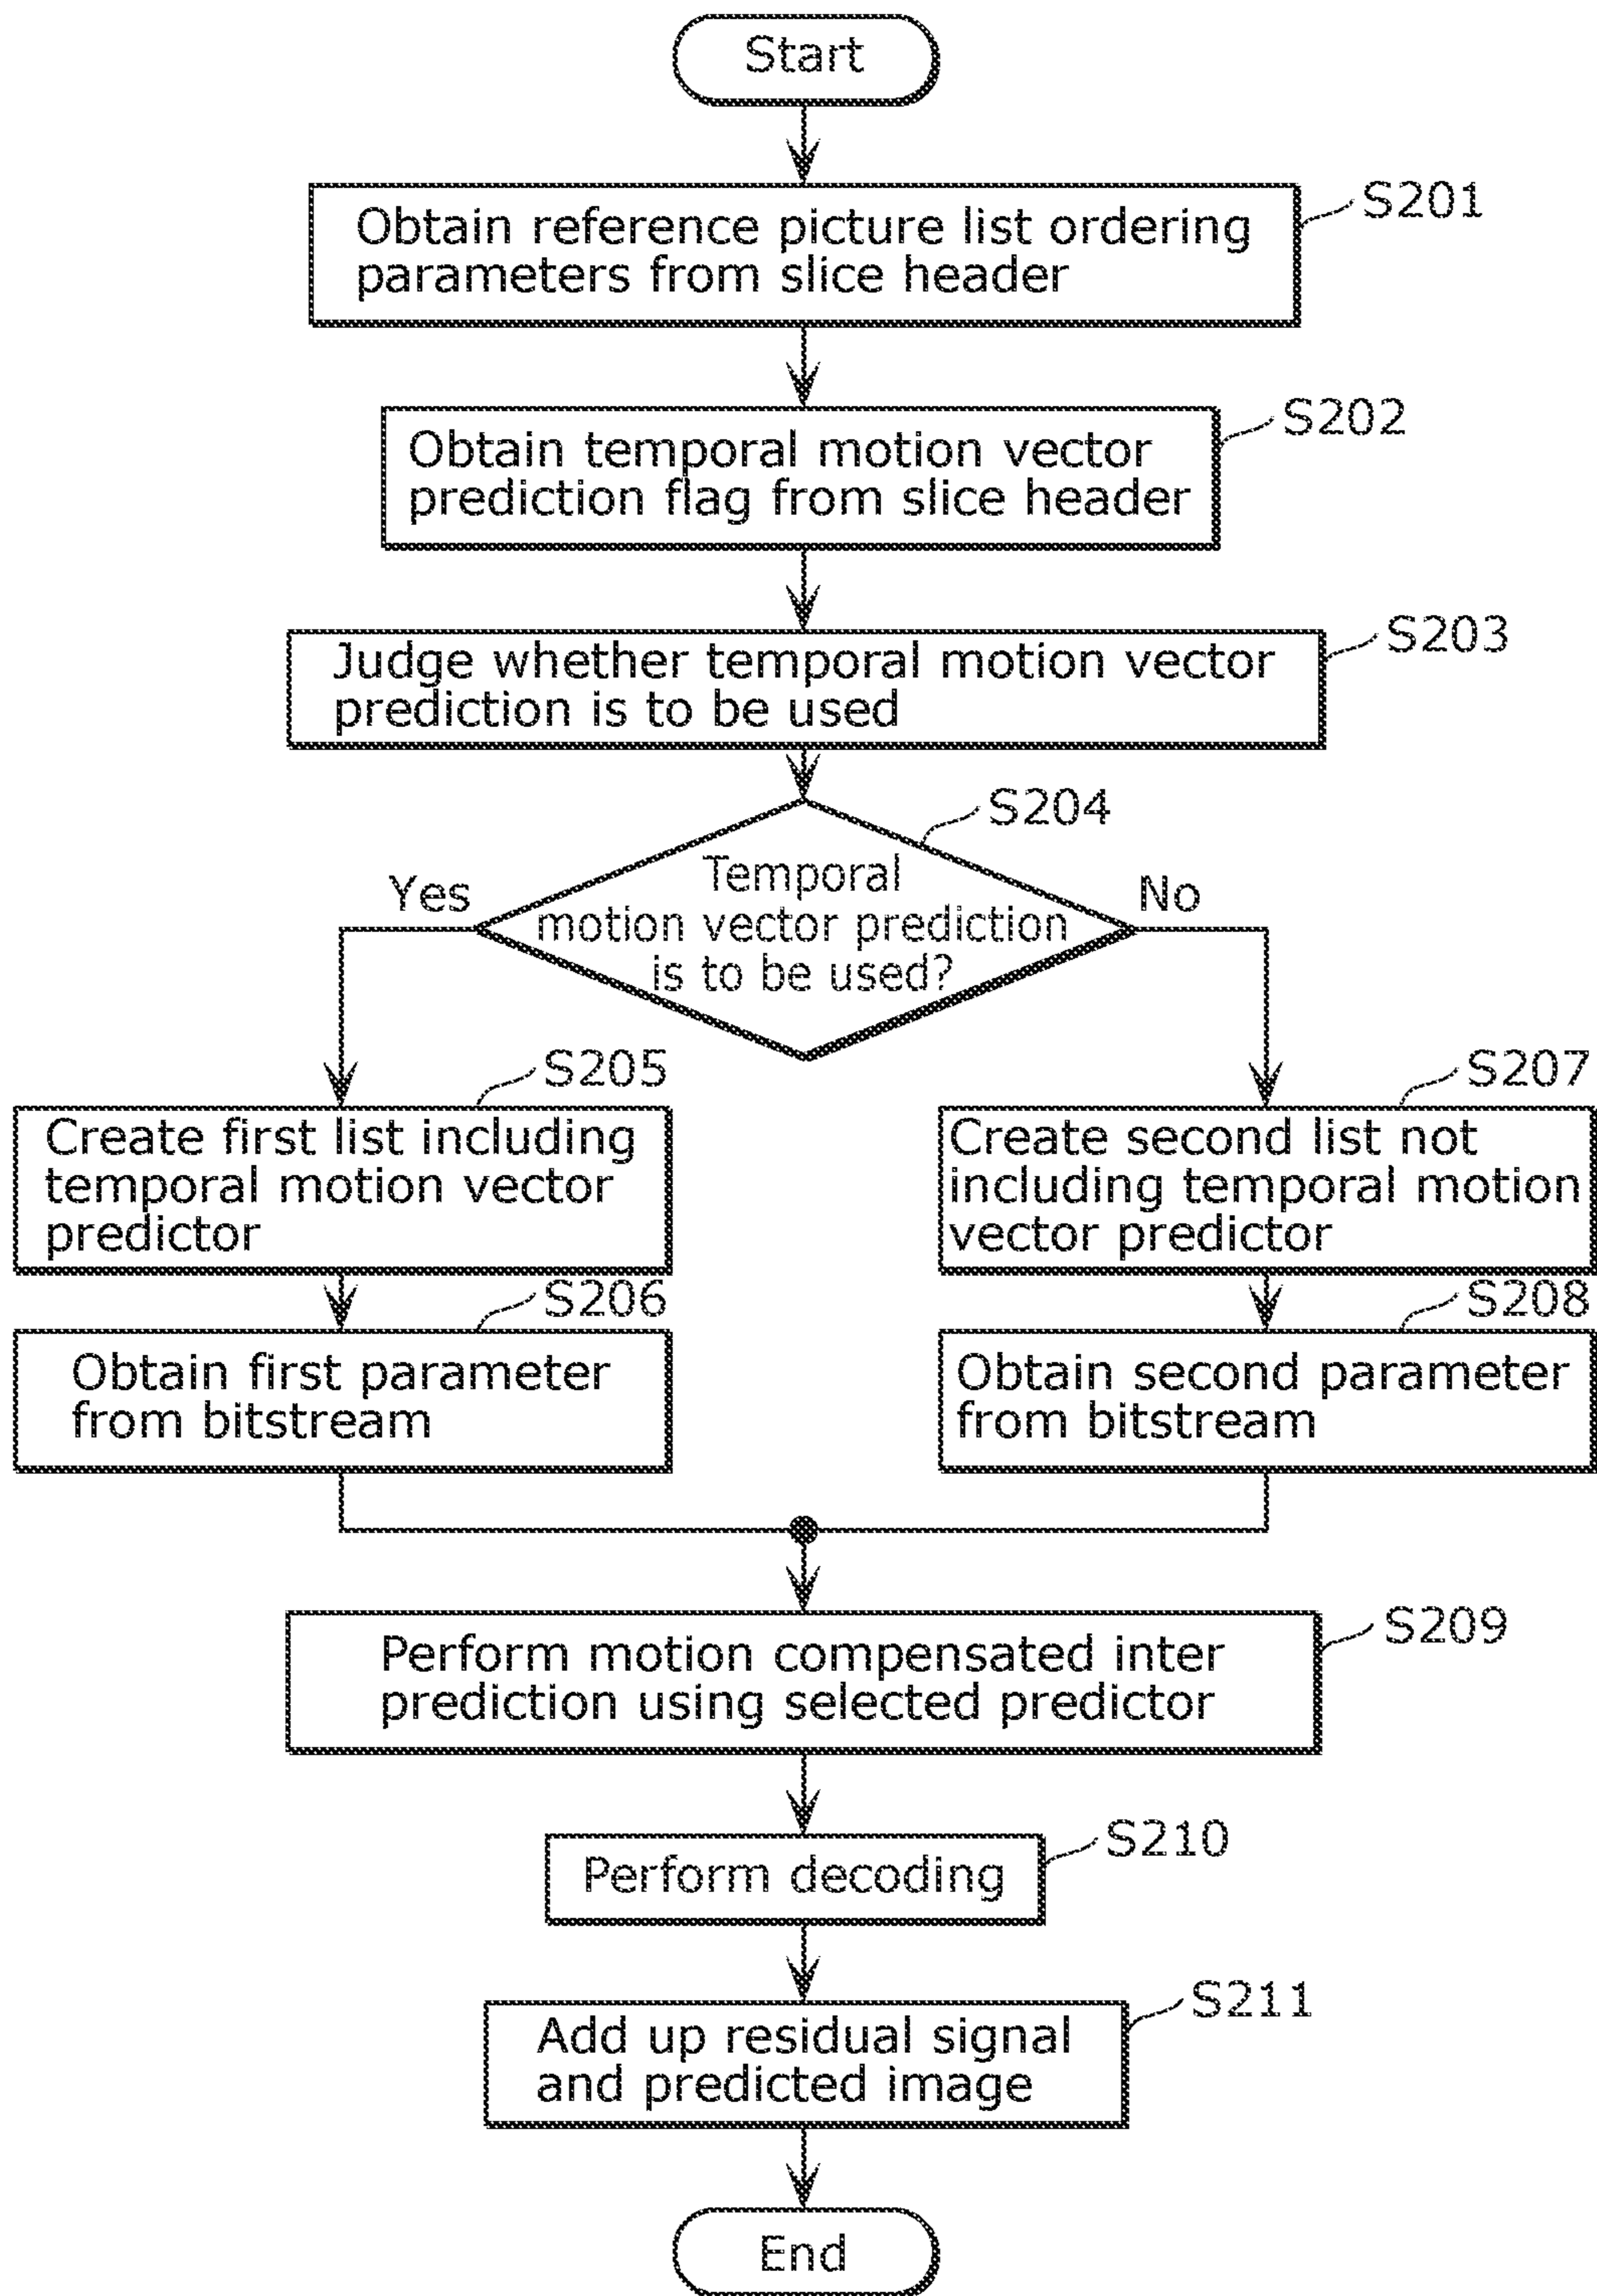 Start
S201
Obtain reference picture list ordering
parameters from slice header
S202
Obtain temporal motion vector
prediction flag from slice header
S203
Judge whether temporal motion vector
prediction is to be used
S204
Temporal
motion vector prediction
is to be used?
Yes
No
S205
Create first list including
temporal motion vector
predictor
S206
Obtain first parameter
from bitstream
S207
Create second list not
including temporal motion
vector predictor
S208
Obtain second parameter
from bitstream
S209
Perform motion compensated inter
prediction using selected predictor
S210
Perform decoding
S211
Add up residual signal
and predicted image
End